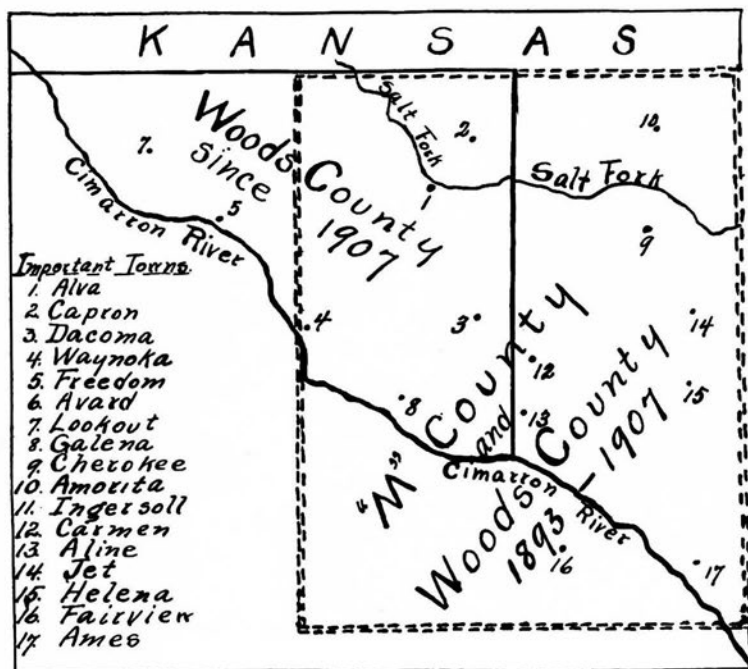 K A N S A S
Woods County
since 1907
Salt Fork
Salt Fork
2.
10.
7.
1
Cimarron River
5
9
Important Towns.
1. Alva
2. Capron
3. Dacoma
4. Waynoka
5. Freedom
6. Avard
7. Lookout
8. Galena
9. Cherokee
10. Amorita
11. Ingersoll
12. Carmen
13. Aline
14. Jet
15. Helena
16. Fairview
17. Ames
4
3
14
12
15
8
13
"M" County
and
Woods County
1893-1907
Cimarron River
16
17